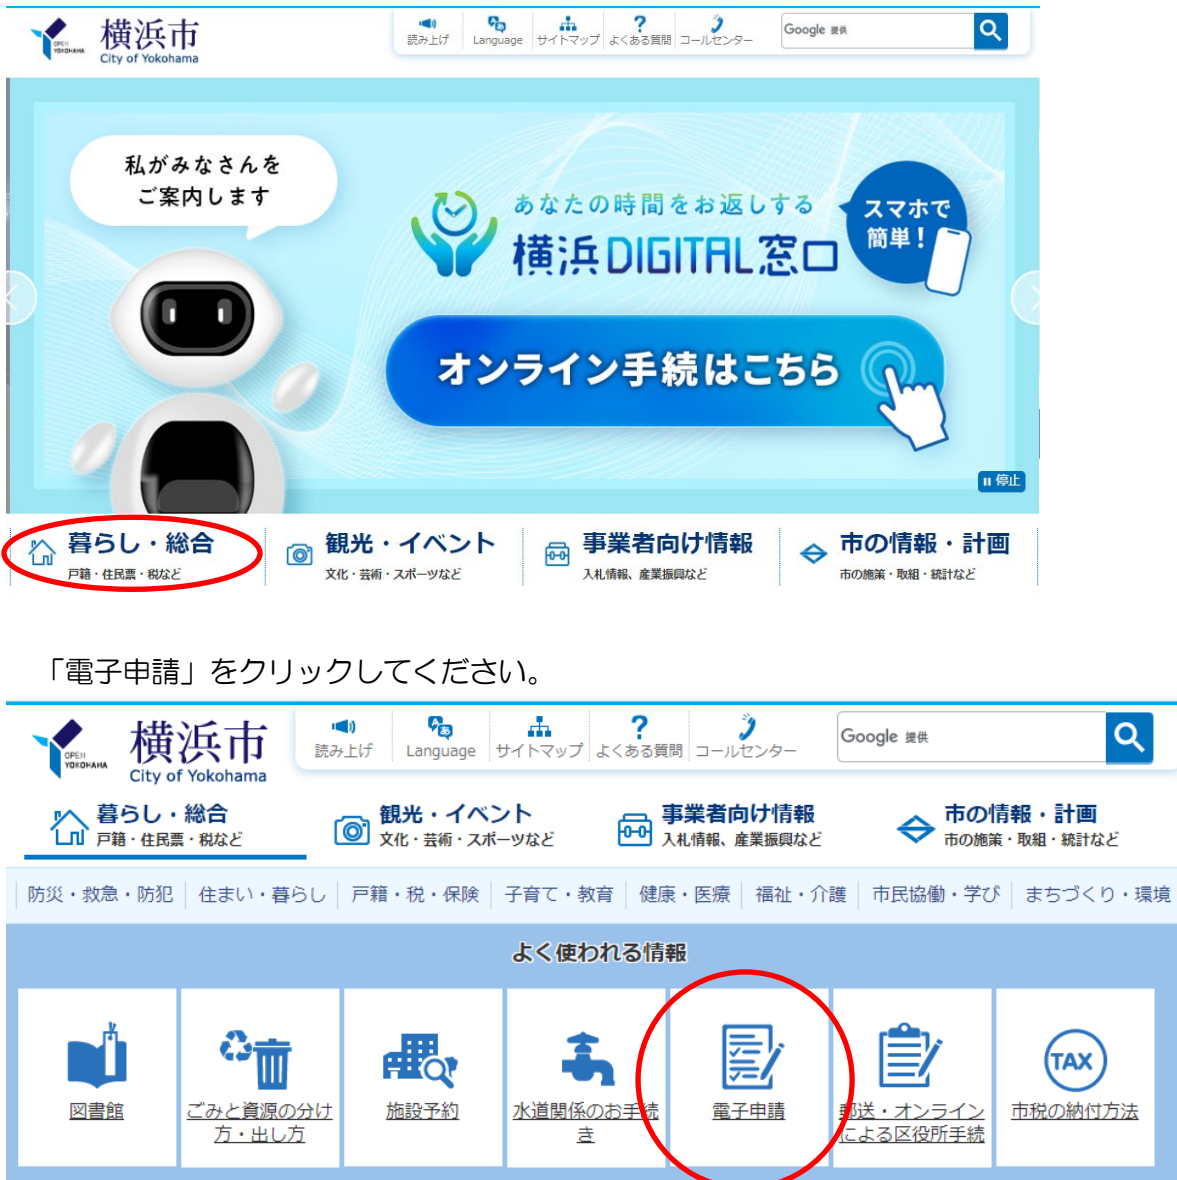 OPEN YOKOHAMA
横浜市
City of Yokohama
読み上げ
Language
サイトマップ
よくある質問
コールセンター
Google 提供
私がみなさんを
ご案内します
あなたの時間をお返しする
横浜DIGITAL窓口
スマホで
簡単!
オンライン手続はこちら
停止
暮らし・総合
戸籍・住民票・税など
観光・イベント
文化・芸術・スポーツなど
事業者向け情報
入札情報、産業振興など
市の情報・計画
市の施策・取組・統計など
「電子申請」をクリックしてください。
OPEN YOKOHAMA
横浜市
City of Yokohama
読み上げ
Language
サイトマップ
よくある質問
コールセンター
Google 提供
暮らし・総合
戸籍・住民票・税など
観光・イベント
文化・芸術・スポーツなど
事業者向け情報
入札情報、産業振興など
市の情報・計画
市の施策・取組・統計など
防災・救急・防犯
住まい・暮らし
戸籍・税・保険
子育て・教育
健康・医療
福祉・介護
市民協働・学び
まちづくり・環境
よく使われる情報
図書館
ごみと資源の分け
方・出し方
施設予約
水道関係のお手続
き
電子申請
郵送・オンライン
による区役所手続
TAX
市税の納付方法